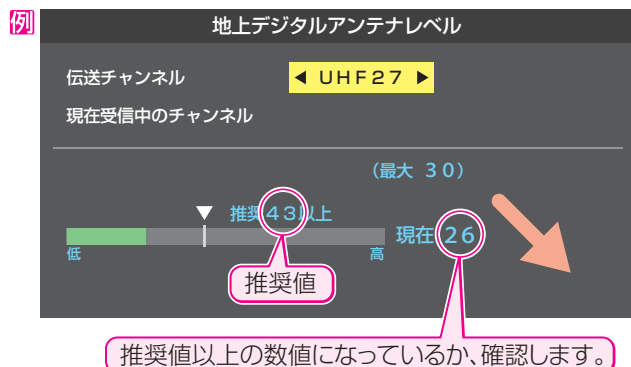 例
地上デジタルアンテナレベル
伝送チャンネル
◀ UHF27 ▶
現在受信中のチャンネル
(最大 30)
▼ 推奨43以上
現在 26
低 高
推奨値
推奨値以上の数値になっているか、確認します。